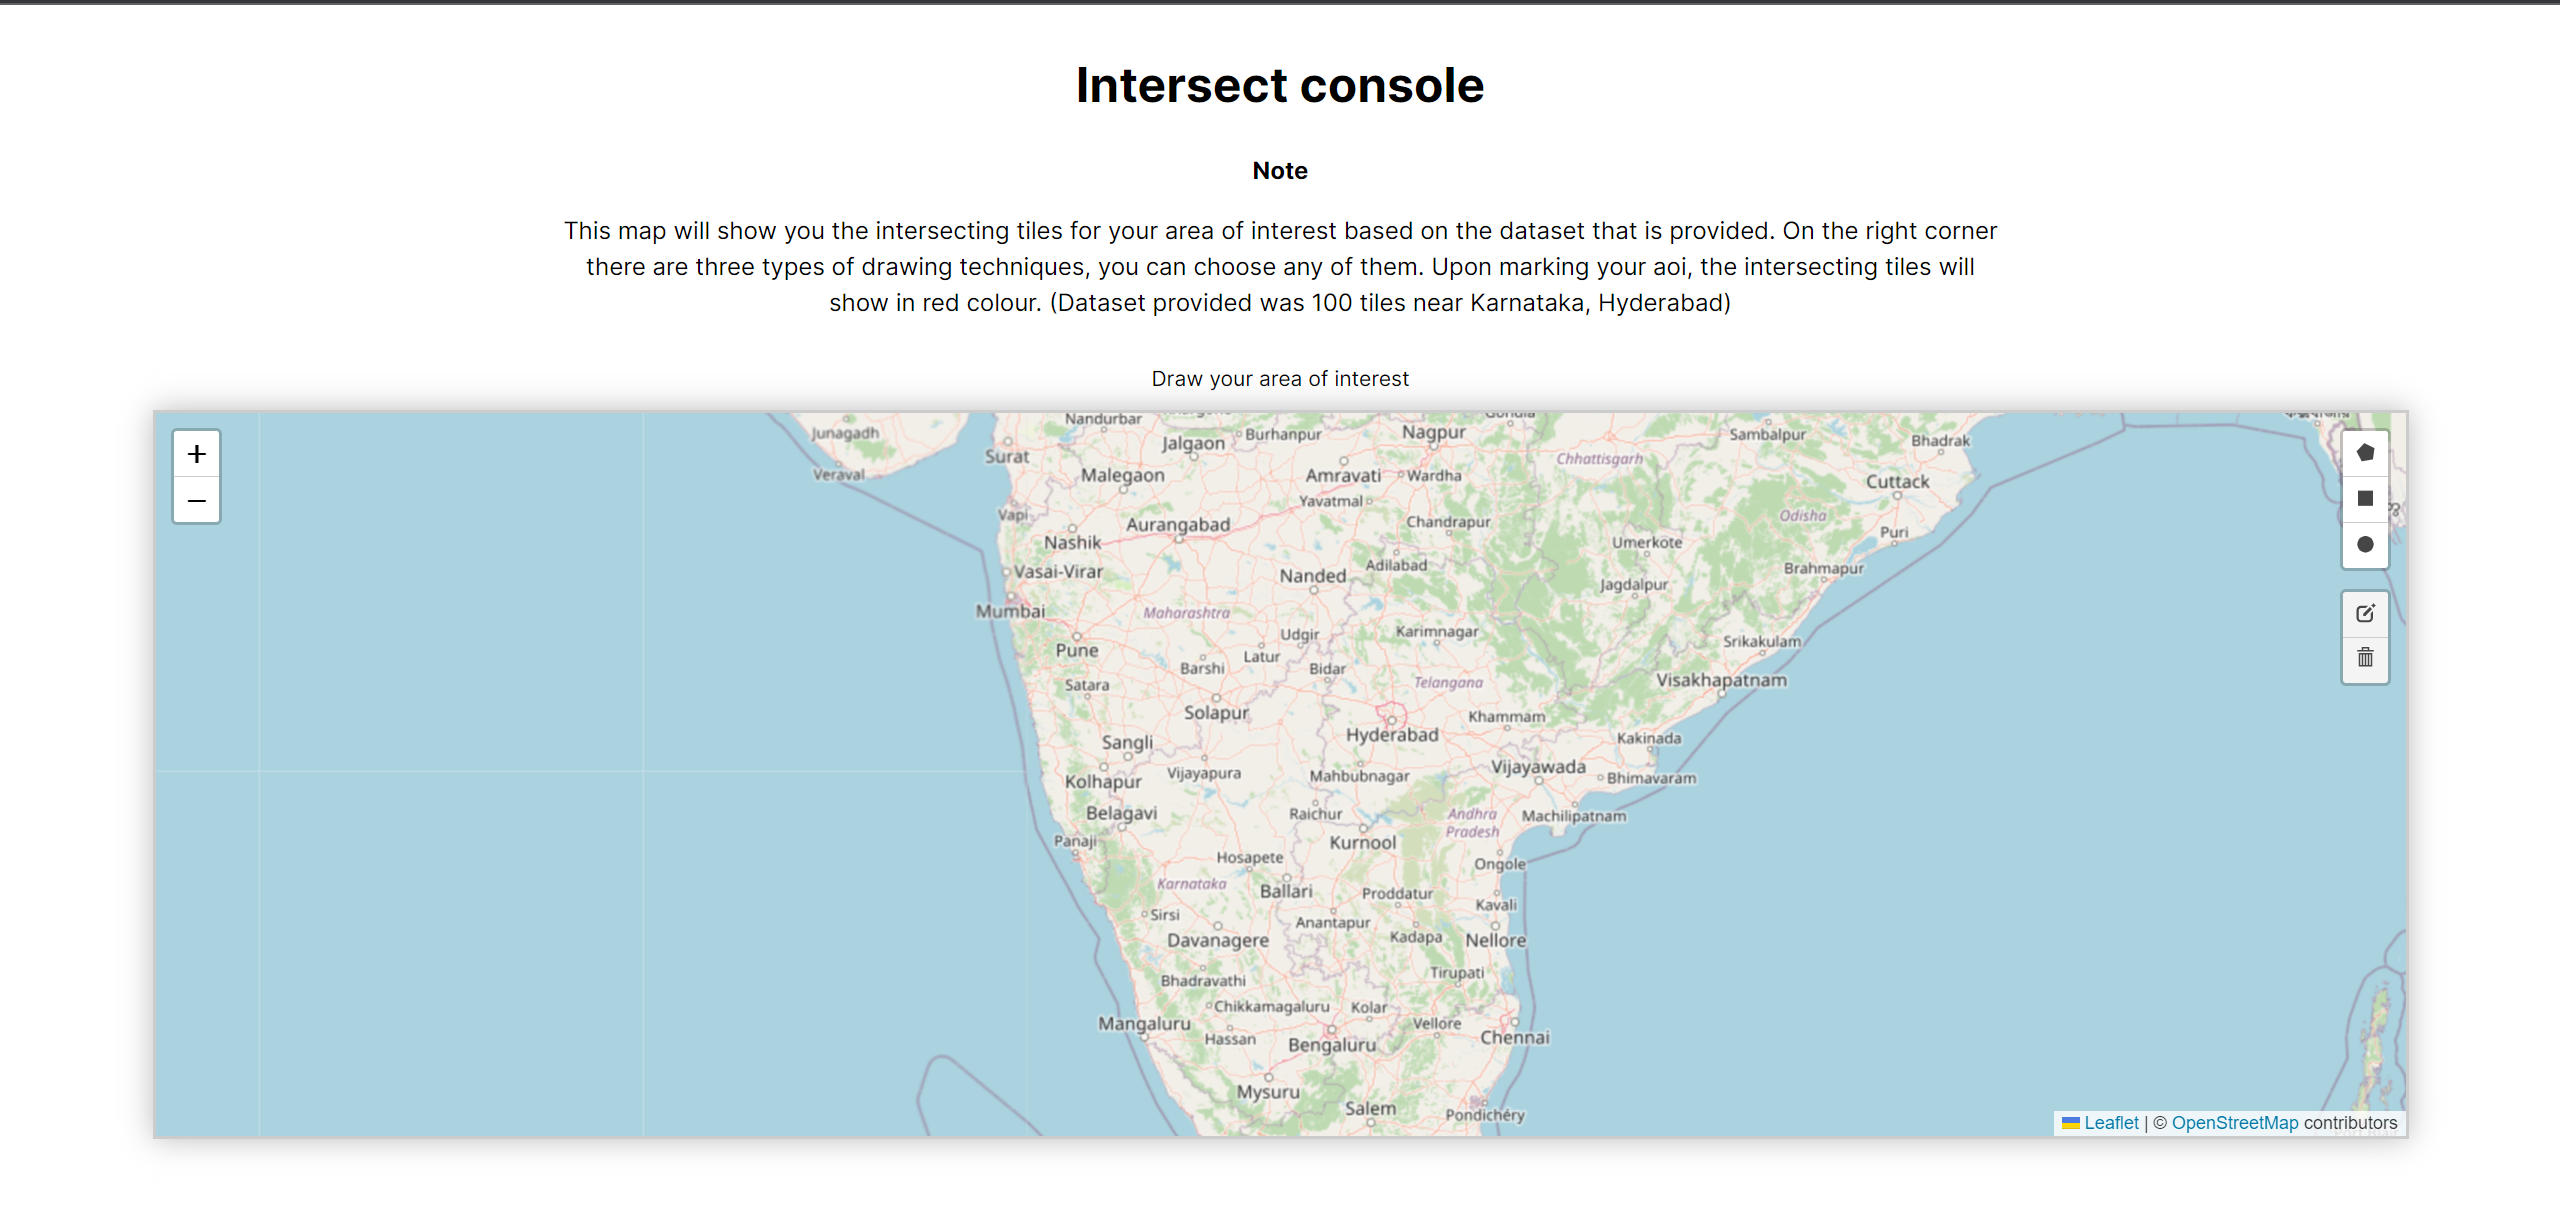 Intersect console
Note
This map will show you the intersecting tiles for your area of interest based on the dataset that is provided. On the right corner
there are three types of drawing techniques, you can choose any of them. Upon marking your aoi, the intersecting tiles will
show in red colour. (Dataset provided was 100 tiles near Karnataka, Hyderabad)
Draw your area of interest
+
−
Nandurbar
Junagadh
Jalgaon
Burhanpur
Nagpur
Gondia
Sambalpur
Bhadrak
Surat
Veraval
Malegaon
Amravati
Wardha
Chhattisgarh
Cuttack
Yavatmal
Vapi
Aurangabad
Chandrapur
Odisha
Puri
Nashik
Umerkote
Vasai-Virar
Nanded
Adilabad
Jagdalpur
Brahmapur
Mumbai
Maharashtra
Udgir
Karimnagar
Srikakulam
Pune
Latur
Barshi
Bidar
Telangana
Visakhapatnam
Satara
Solapur
Khammam
Hyderabad
Kakinada
Sangli
Vijayapura
Mahbubnagar
Vijayawada
Bhimavaram
Kolhapur
Belagavi
Raichur
Andhra
Pradesh
Machilipatnam
Panaji
Kurnool
Hosapete
Ongole
Karnataka
Ballari
Proddatur
Kavali
Sirsi
Anantapur
Davanagere
Kadapa
Nellore
Bhadravathi
Tirupati
Chikkamagaluru
Kolar
Mangaluru
Hassan
Bengaluru
Vellore
Chennai
Mysuru
Salem
Pondichéry
Leaflet | © OpenStreetMap contributors